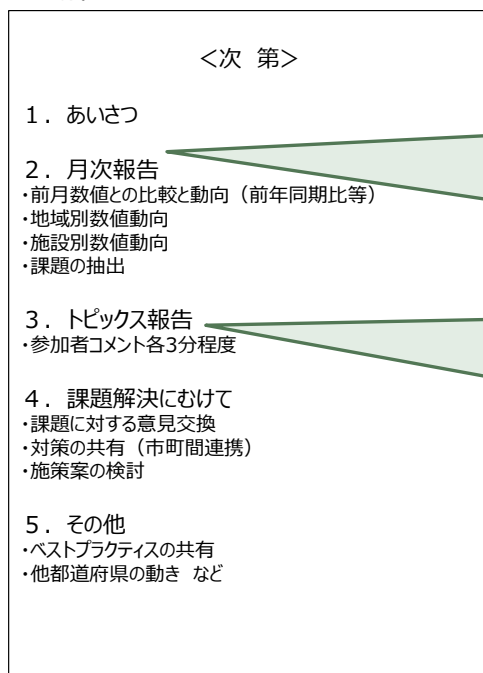 ＜次 第＞
１．あいさつ
２．月次報告
・前月数値との比較と動向（前年同期比等）
・地域別数値動向
・施設別数値動向
・課題の抽出
３．トピックス報告
・参加者コメント各3分程度
４．課題解決にむけて
・課題に対する意見交換
・対策の共有（市町間連携）
・施策案の検討
５．その他
・ベストプラクティスの共有
・他都道府県の動き など